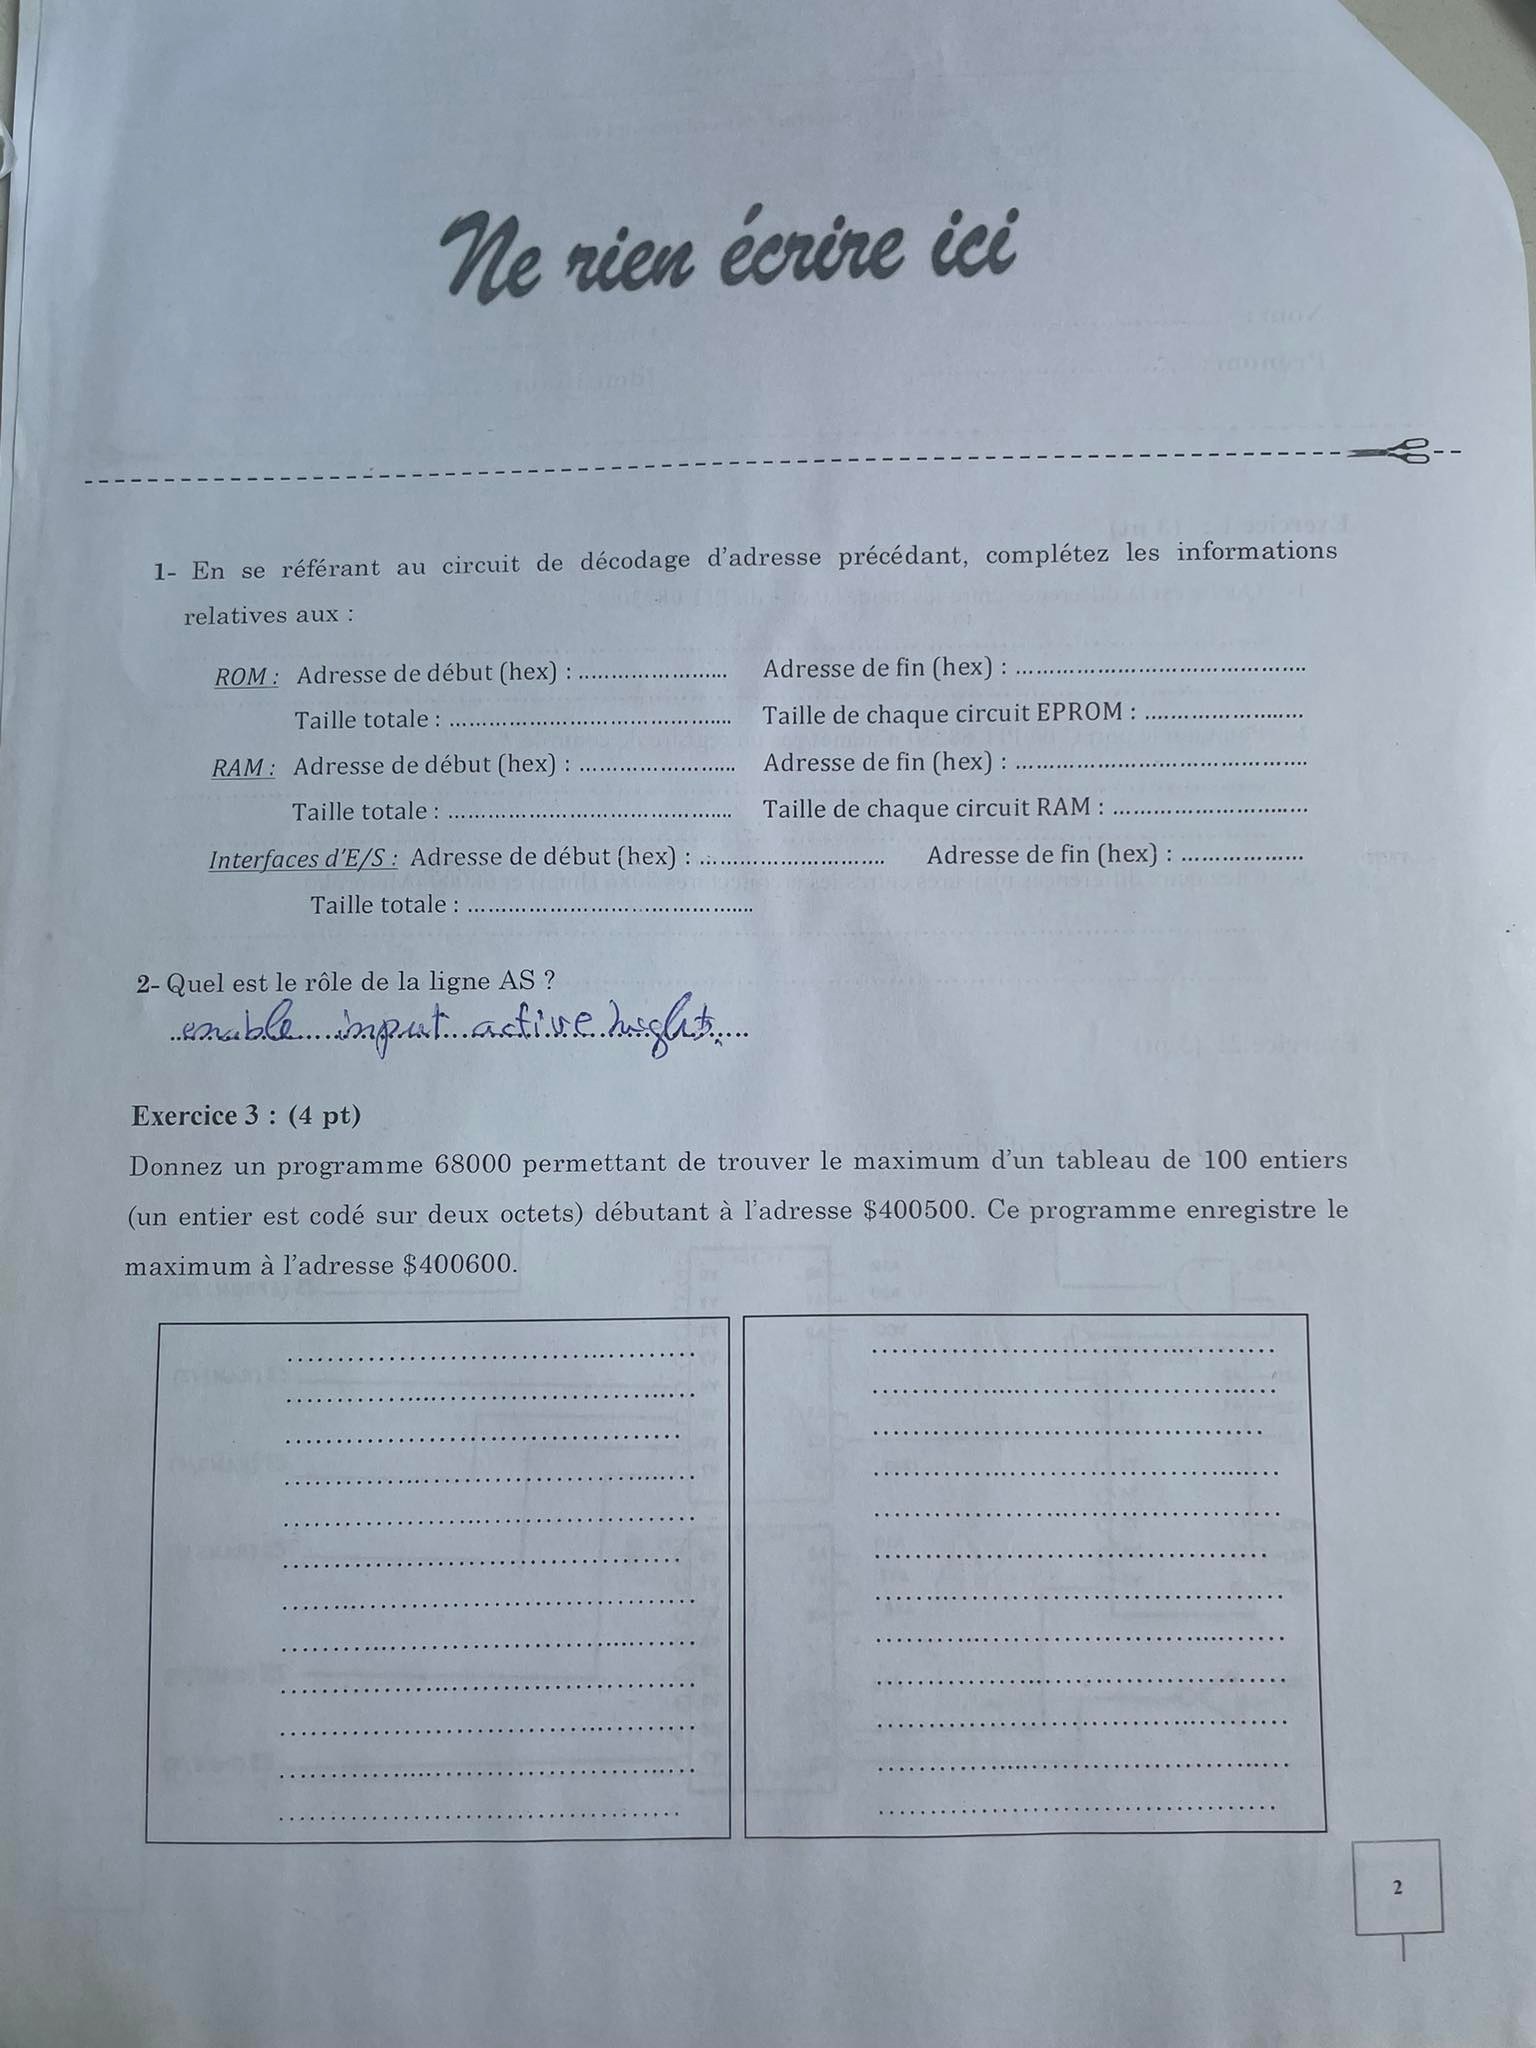 Ne rien écrire ici
1- En se référant au circuit de décodage d'adresse précédant, complétez les informations
relatives aux :
ROM : Adresse de début (hex) : ........................ Adresse de fin (hex) : ........................
Taille totale : ........................ Taille de chaque circuit EPROM : ........................
RAM : Adresse de début (hex) : ........................ Adresse de fin (hex) : ........................
Taille totale : ........................ Taille de chaque circuit RAM : ........................
Interfaces d'E/S : Adresse de début (hex) : ........................ Adresse de fin (hex) : ..................
Taille totale : ........................
2- Quel est le rôle de la ligne AS ?
enable input active hight.
Exercice 3 : (4 pt)
Donnez un programme 68000 permettant de trouver le maximum d'un tableau de 100 entiers
(un entier est codé sur deux octets) débutant à l'adresse $400500. Ce programme enregistre le
maximum à l'adresse $400600.
2